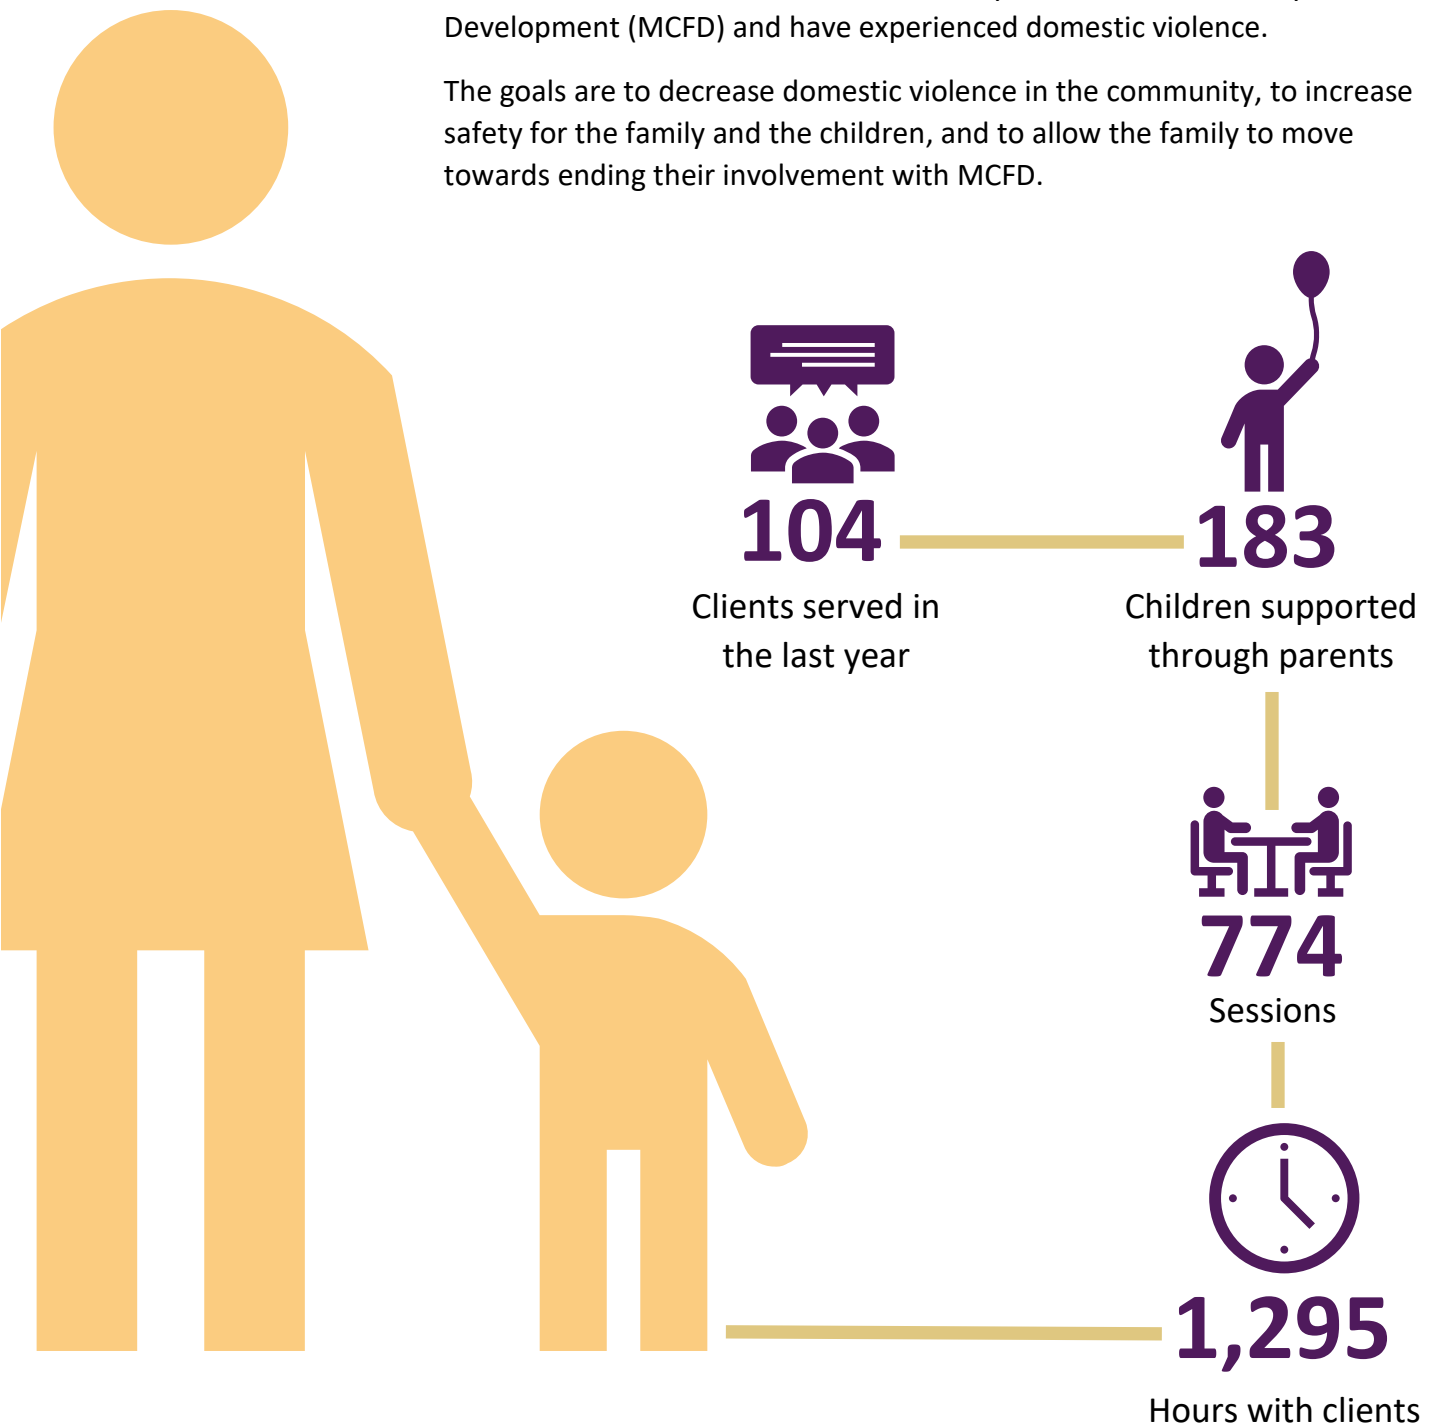 Development (MCFD) and have experienced domestic violence.
The goals are to decrease domestic violence in the community, to increase
safety for the family and the children, and to allow the family to move
towards ending their involvement with MCFD.
104
Clients served in
the last year
183
Children supported
through parents
774
Sessions
1,295
Hours with clients